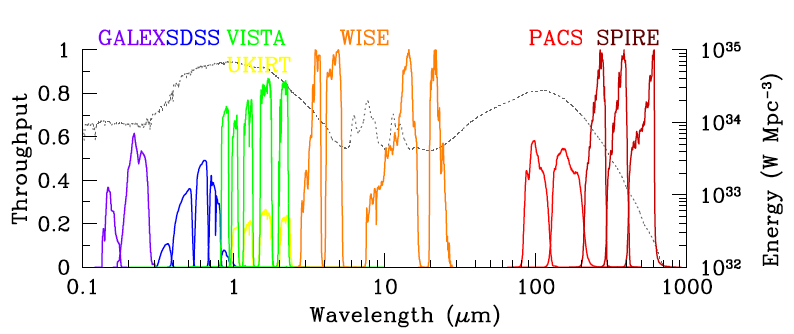 GALEX SDSS VISTA WISE PACS SPIRE
UKIRT
1 10³⁵
0.8
0.6 10³⁴
0.4 10³³
0.2
0 10³²
Throughput
Energy (W Mpc⁻³)
0.1 1 10 100 1000
Wavelength (μm)